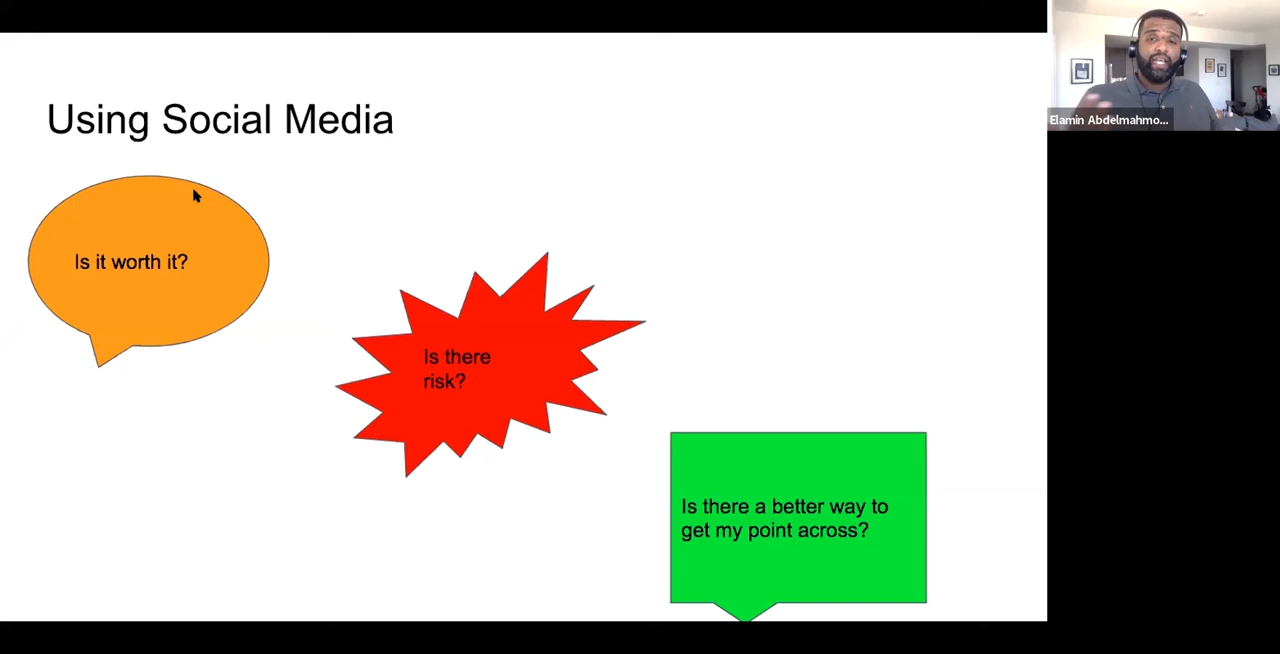 Using Social Media
Elamin Abdelmahmo...
Is it worth it?
Is there
risk?
Is there a better way to
get my point across?